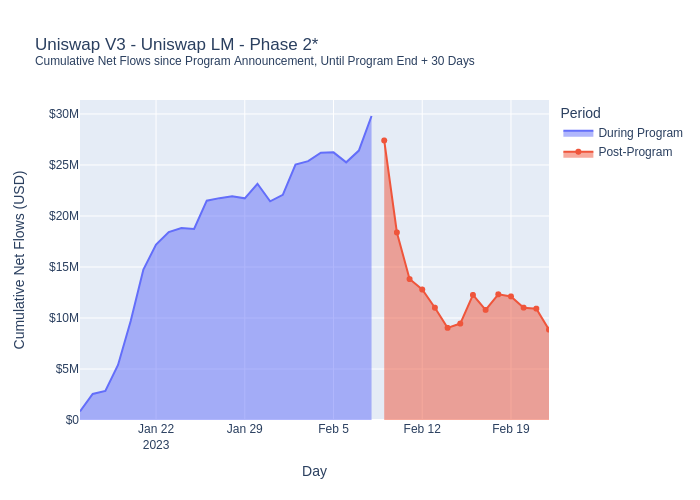 Uniswap V3 - Uniswap LM - Phase 2*
Cumulative Net Flows since Program Announcement, Until Program End + 30 Days
Period
During Program
Post-Program
Cumulative Net Flows (USD)
$30M
$25M
$20M
$15M
$10M
$5M
$0
Jan 22
2023
Jan 29
Feb 5
Feb 12
Feb 19
Day